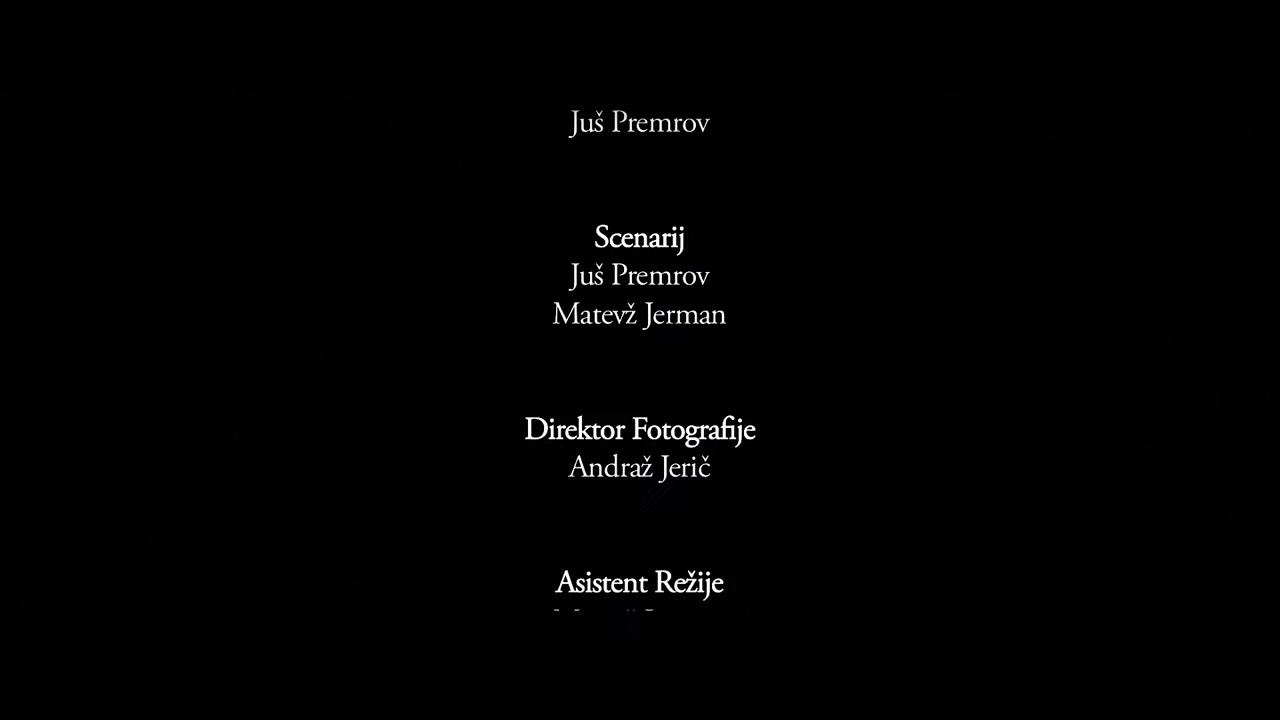 Juš Premrov
Scenarij
Juš Premrov
Matevž Jerman
Direktor Fotografije
Andraž Jerič
Asistent Režije